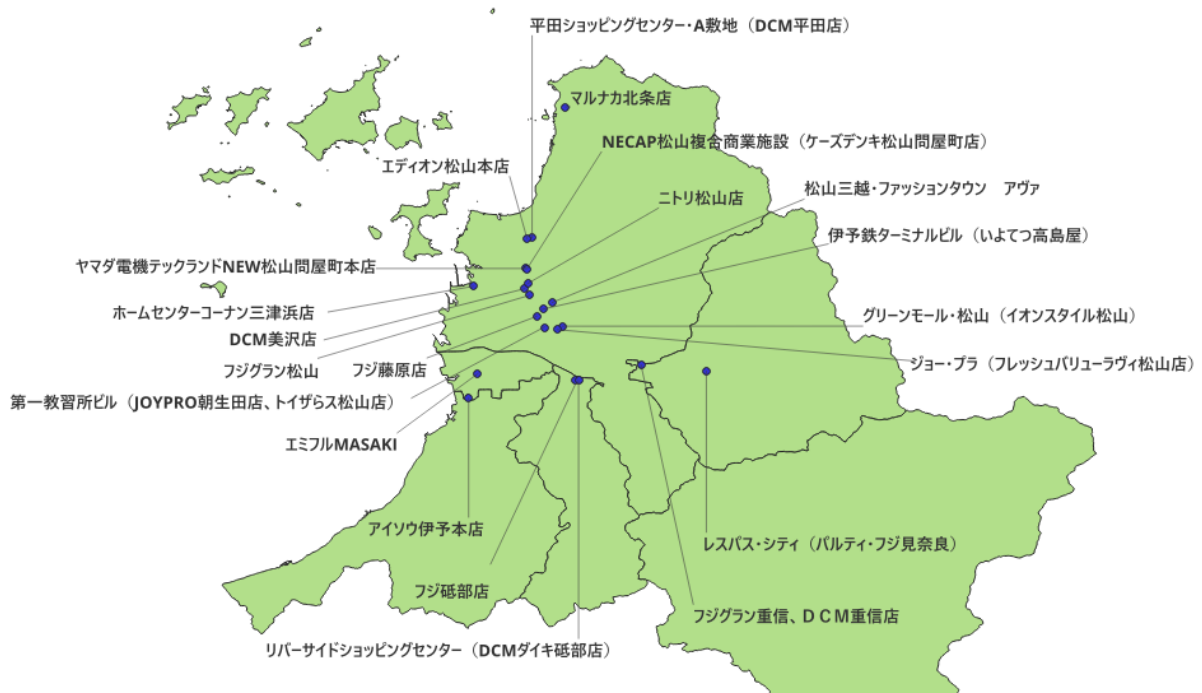 平田ショッピングセンター・A敷地（DCM平田店）
マルナカ北条店
NECAP松山複合商業施設（ケーズデンキ松山問屋町店）
エディオン松山本店
松山三越・ファッションタウン　アヴァ
ニトリ松山店
伊予鉄ターミナルビル（いよてつ高島屋）
ヤマダ電機テックランドNEW松山問屋町本店
ホームセンターコーナン三津浜店
グリーンモール・松山（イオンスタイル松山）
DCM美沢店
ジョー・プラ（フレッシュバリューラヴィ松山店）
フジグラン松山
フジ藤原店
第一教習所ビル（JOYPRO朝生田店、トイザらス松山店）
エミフルMASAKI
アイソウ伊予本店
レスパス・シティ（パルティ・フジ見奈良）
フジ砥部店
フジグラン重信、ＤＣＭ重信店
リバーサイドショッピングセンター（DCMダイキ砥部店）